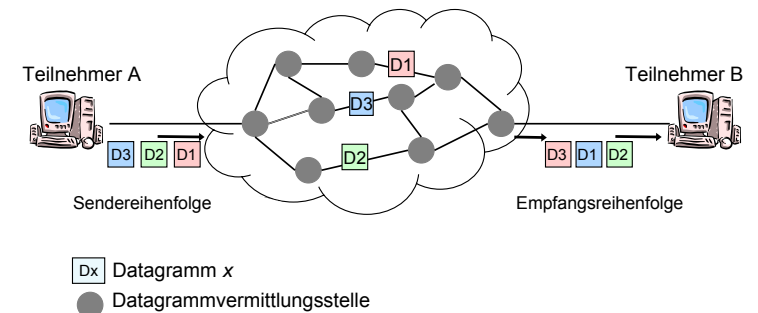 Teilnehmer A
Teilnehmer B
D1
D3
D2
D3 D2 D1
D3 D1 D2
Sendereihenfolge
Empfangsreihenfolge
Dx Datagramm x
Datagrammvermittlungsstelle